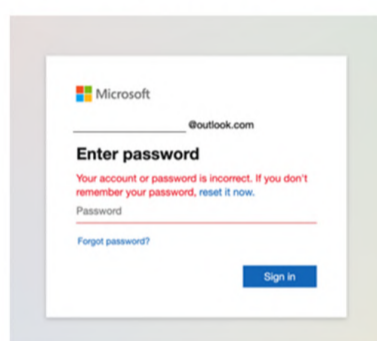 Microsoft
@outlook.com
Enter password
Your account or password is incorrect. If you don't
remember your password, reset it now.
Password
Forgot password?
Sign in